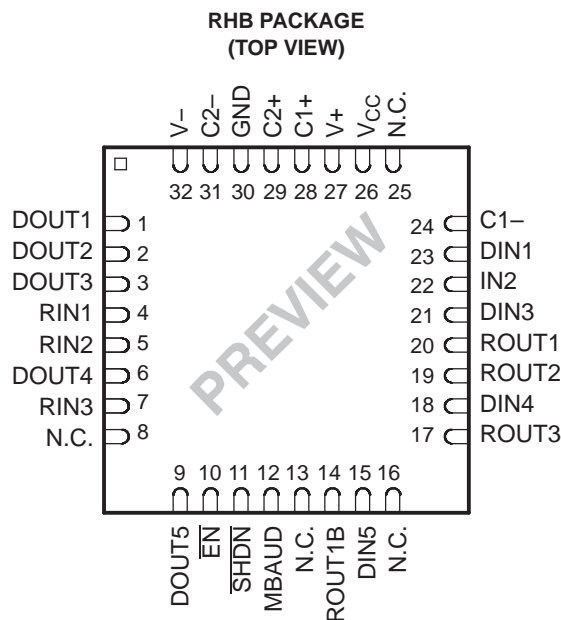 RHB PACKAGE
(TOP VIEW)
V–
C2–
GND
C2+
C1+
V+
VCC
N.C.
32 31 30 29 28 27 26 25
DOUT1 1
DOUT2 2
DOUT3 3
RIN1 4
RIN2 5
DOUT4 6
RIN3 7
N.C. 8
24 C1–
23 DIN1
22 IN2
21 DIN3
20 ROUT1
19 ROUT2
18 DIN4
17 ROUT3
PREVIEW
9 10 11 12 13 14 15 16
DOUT5
EN
SHDN
MBAUD
N.C.
ROUT1B
DIN5
N.C.